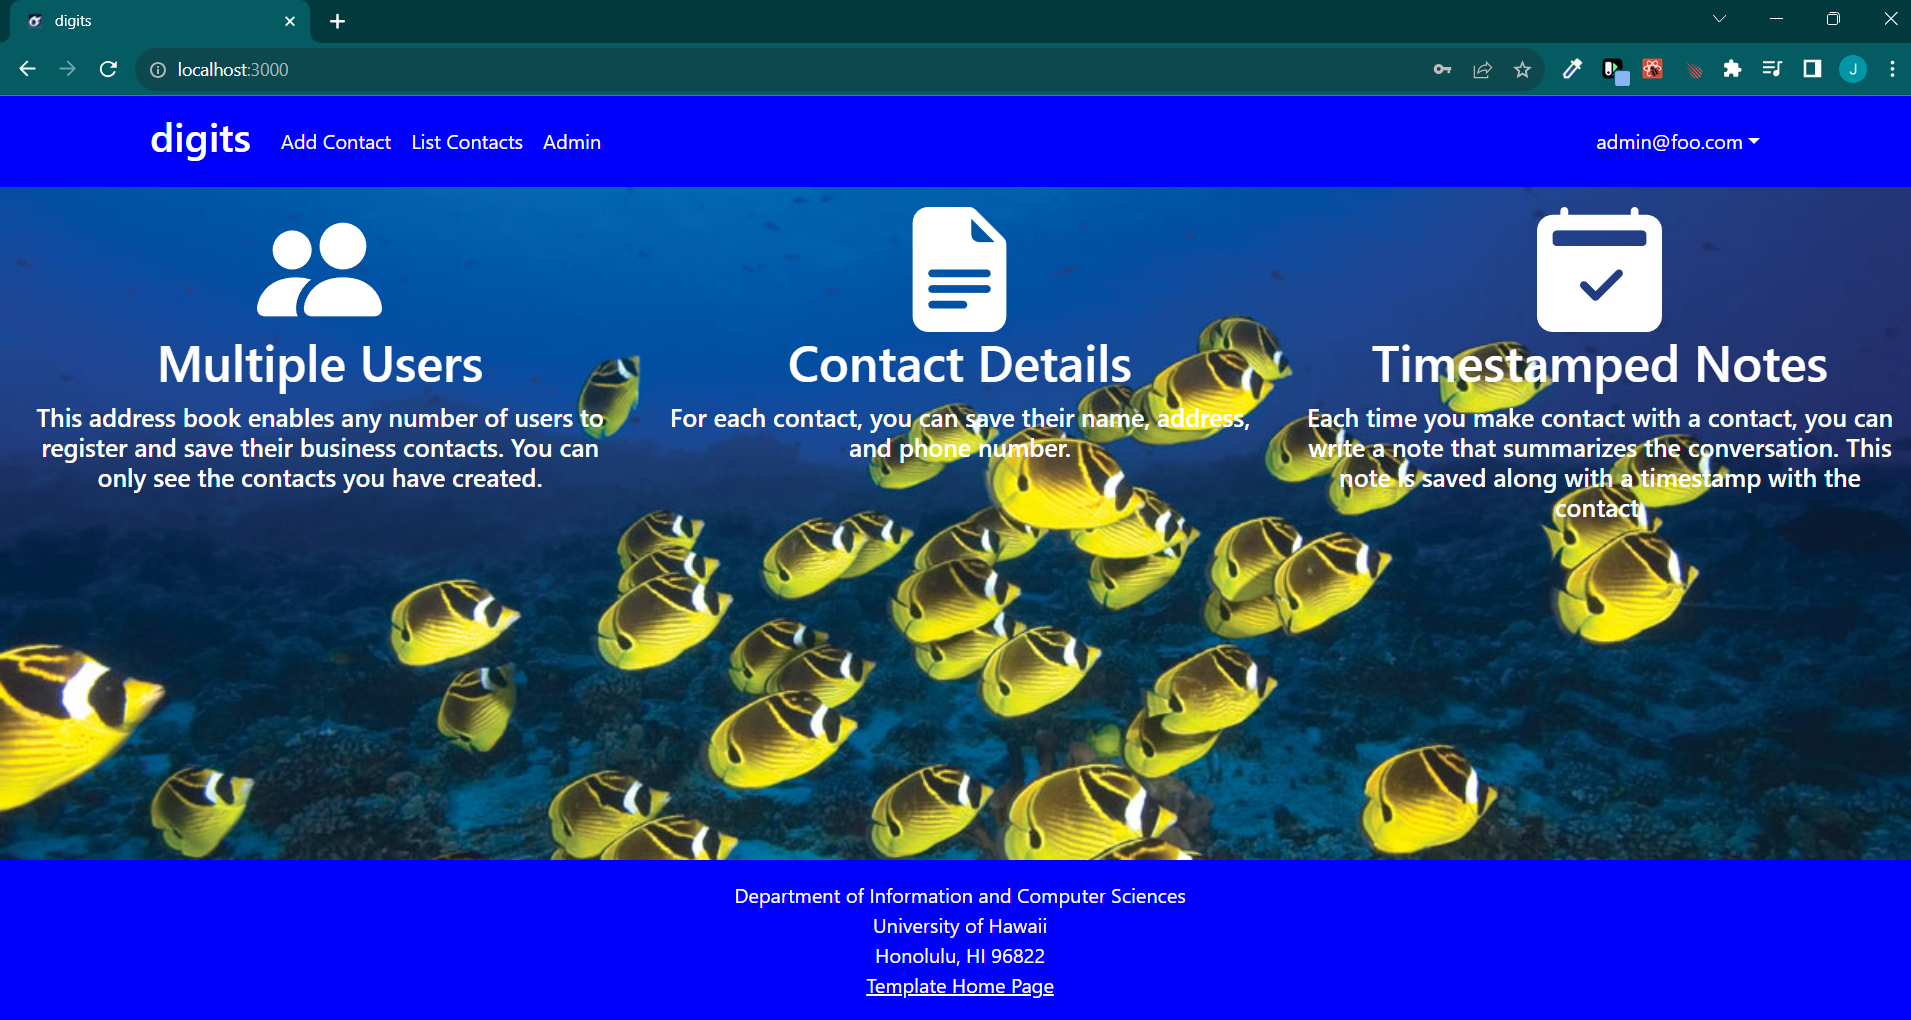 digits
localhost:3000
J
digits Add Contact List Contacts Admin admin@foo.com
Multiple Users
This address book enables any number of users to
register and save their business contacts. You can
only see the contacts you have created.
Contact Details
For each contact, you can save their name, address,
and phone number.
Timestamped Notes
Each time you make contact with a contact, you can
write a note that summarizes the conversation. This
note is saved along with a timestamp with the
contact.
Department of Information and Computer Sciences
University of Hawaii
Honolulu, HI 96822
Template Home Page